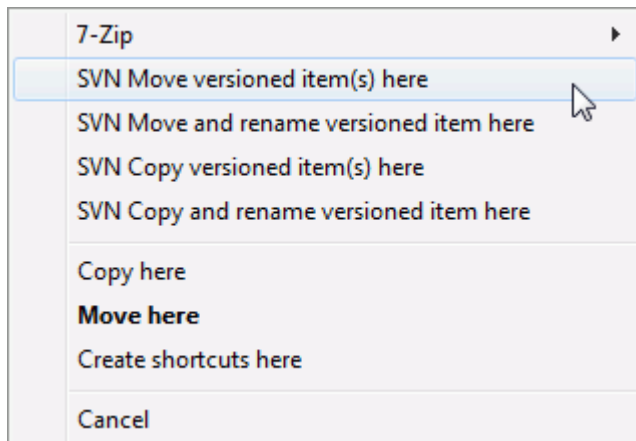 7-Zip
SVN Move versioned item(s) here
SVN Move and rename versioned item here
SVN Copy versioned item(s) here
SVN Copy and rename versioned item here
Copy here
Move here
Create shortcuts here
Cancel